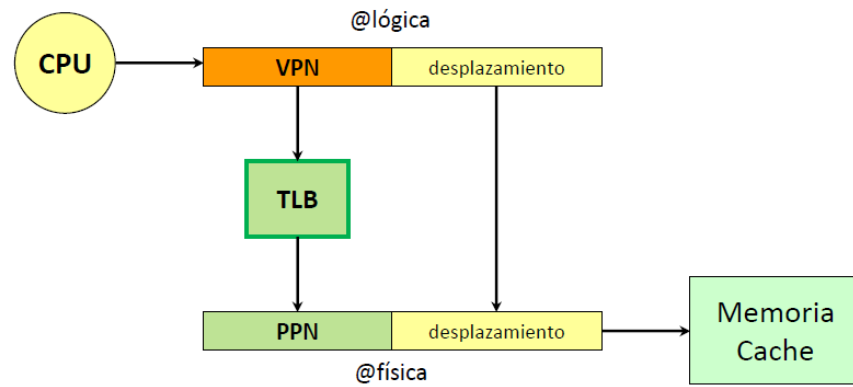 @lógica
CPU
VPN
desplazamiento
TLB
PPN
desplazamiento
Memoria
Cache
@física